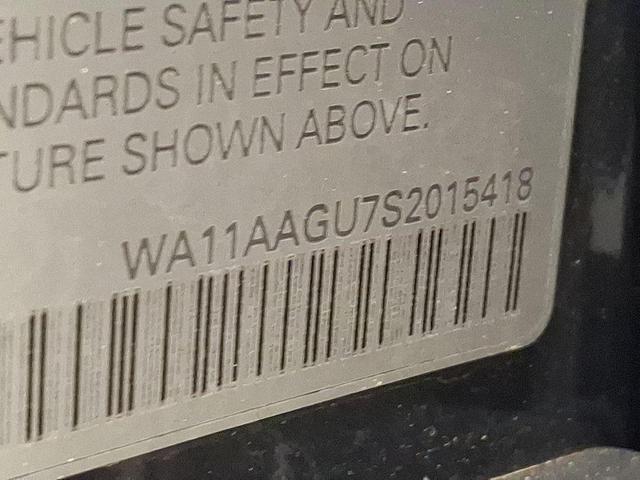 EHICLE SAFETY AND
NDARDS IN EFFECT ON
TURE SHOWN ABOVE.
WA11AAGU7S2015418